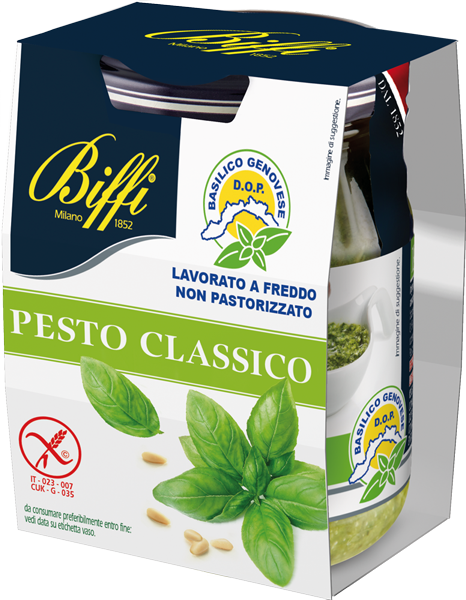 Biffi
Milano
1852
DAL 1852
Immagine di suggestione.
Biffi
Milano 1852
BASILICO GENOVESE
D.O.P.
LAVORATO A FREDDO
NON PASTORIZZATO
PESTO CLASSICO
Immagine di suggestione.
BASILICO GENOVESE
D.O.P.
IT - 023 - 007
CUK - G - 035
da consumare preferibilmente entro fine:
vedi data su etichetta vaso.